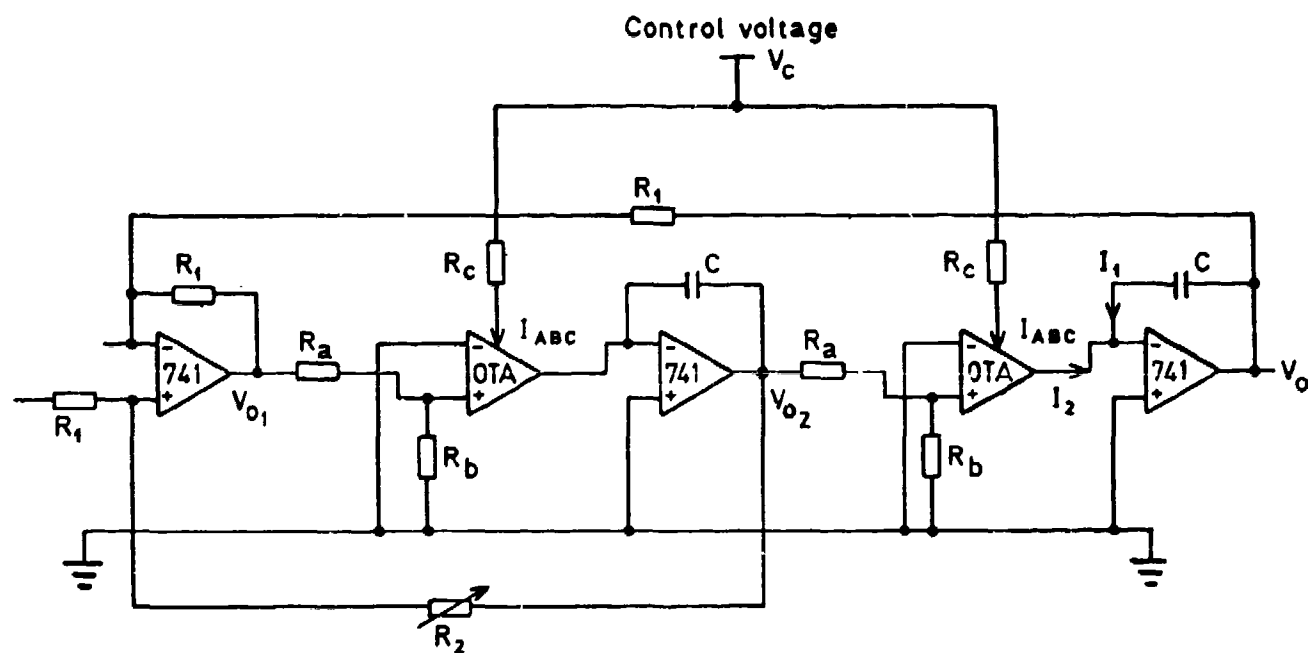 Control voltage
V_c
R_1
R_1
R_c
C
R_c
I_1
C
R_a
I_ABC
R_a
I_ABC
−
741
+
−
OTA
+
−
741
+
−
OTA
+
−
741
+
V_o1
V_o2
I_2
V_o
R_1
R_b
R_b
R_2